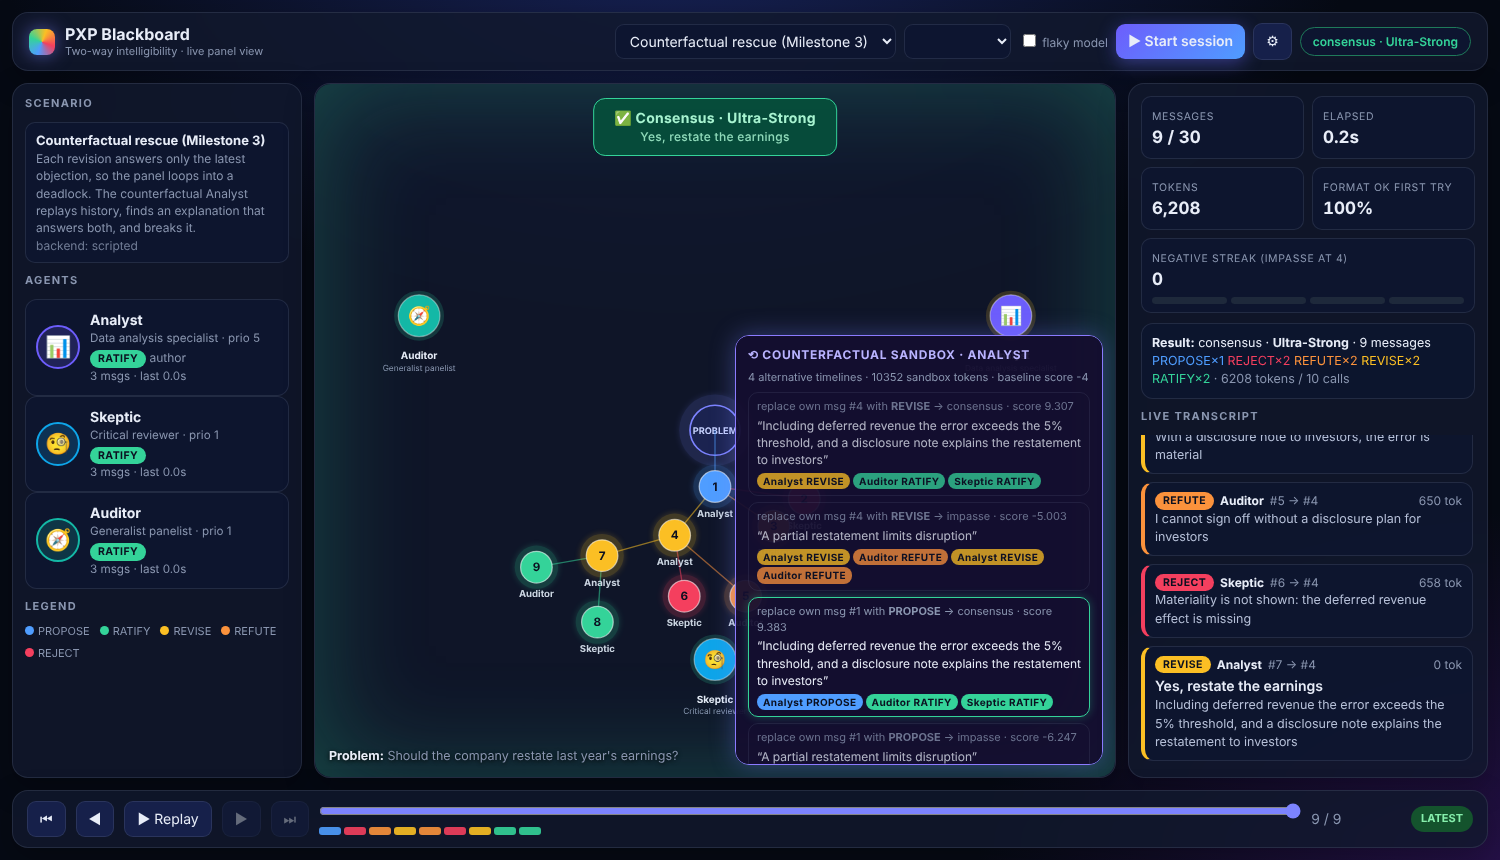 PXP Blackboard
Two-way intelligibility · live panel view
Counterfactual rescue (Milestone 3)
flaky model
▶ Start session
consensus · Ultra-Strong
SCENARIO
Counterfactual rescue (Milestone 3)
Each revision answers only the latest
objection, so the panel loops into a
deadlock. The counterfactual Analyst
replays history, finds an explanation that
answers both, and breaks it.
backend: scripted
AGENTS
Analyst
Data analysis specialist · prio 5
RATIFY author
3 msgs · last 0.0s
Skeptic
Critical reviewer · prio 1
RATIFY
3 msgs · last 0.0s
Auditor
Generalist panelist · prio 1
RATIFY
3 msgs · last 0.0s
LEGEND
PROPOSE RATIFY REVISE REFUTE
REJECT
✅ Consensus · Ultra-Strong
Yes, restate the earnings
Auditor
Generalist panelist
PROBLEM
1
Analyst
4
Analyst
7
Analyst
9
Auditor
6
Skeptic
8
Skeptic
Skeptic
Problem: Should the company restate last year's earnings?
⟲ COUNTERFACTUAL SANDBOX · ANALYST
4 alternative timelines · 10352 sandbox tokens · baseline score -4
replace own msg #4 with REVISE → consensus · score 9.307
“Including deferred revenue the error exceeds the 5%
threshold, and a disclosure note explains the restatement
to investors”
Analyst REVISE Auditor RATIFY Skeptic RATIFY
replace own msg #4 with REVISE → impasse · score -5.003
“A partial restatement limits disruption”
Analyst REVISE Auditor REFUTE Analyst REVISE
Auditor REFUTE
replace own msg #1 with PROPOSE → consensus · score
9.383
“Including deferred revenue the error exceeds the 5%
threshold, and a disclosure note explains the restatement
to investors”
Analyst PROPOSE Auditor RATIFY Skeptic RATIFY
replace own msg #1 with PROPOSE → impasse · score -6.247
“A partial restatement limits disruption”
MESSAGES
9 / 30
ELAPSED
0.2s
TOKENS
6,208
FORMAT OK FIRST TRY
100%
NEGATIVE STREAK (IMPASSE AT 4)
0
Result: consensus · Ultra-Strong · 9 messages
PROPOSE×1 REJECT×2 REFUTE×2 REVISE×2
RATIFY×2 · 6208 tokens / 10 calls
LIVE TRANSCRIPT
With a disclosure note to investors, the error is
material
REFUTE Auditor #5 → #4 650 tok
I cannot sign off without a disclosure plan for
investors
REJECT Skeptic #6 → #4 658 tok
Materiality is not shown: the deferred revenue
effect is missing
REVISE Analyst #7 → #4 0 tok
Yes, restate the earnings
Including deferred revenue the error exceeds the
5% threshold, and a disclosure note explains the
restatement to investors
▶ Replay
9 / 9
LATEST